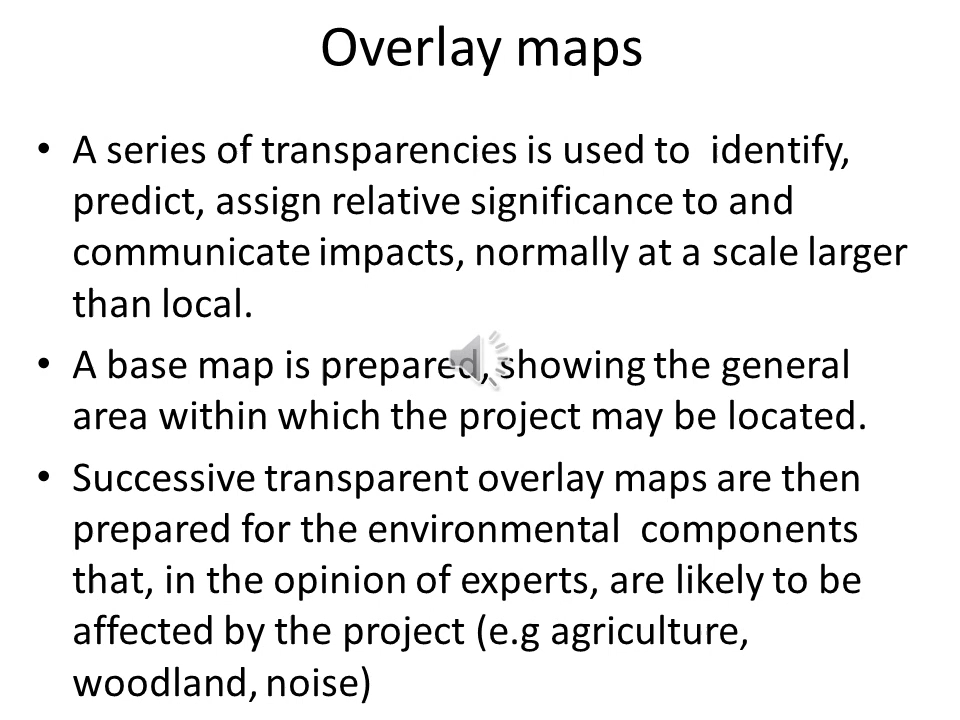 Overlay maps
• A series of transparencies is used to  identify,
predict, assign relative significance to and
communicate impacts, normally at a scale larger
than local.
• A base map is prepared, showing the general
area within which the project may be located.
• Successive transparent overlay maps are then
prepared for the environmental  components
that, in the opinion of experts, are likely to be
affected by the project (e.g agriculture,
woodland, noise)